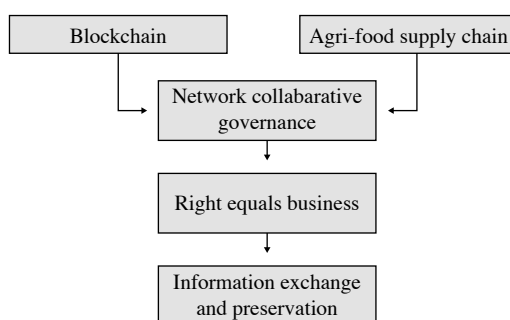 Blockchain
Agri-food supply chain
Network collabarative
governance
Right equals business
Information exchange
and preservation